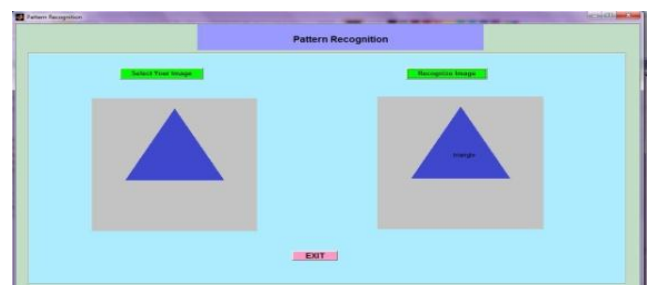 Pattern Recognition
Pattern Recognition
Select Your Image
Recognize Image
triangle
EXIT